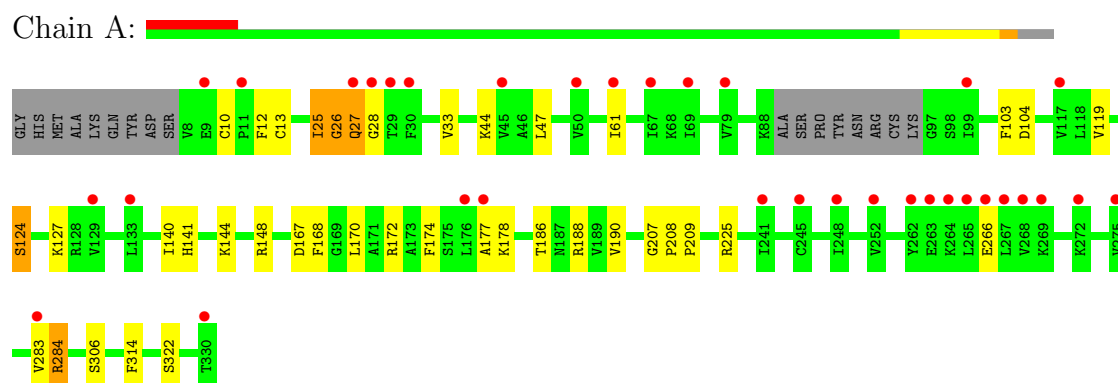 Chain A:
GLY HIS MET ALA LYS GLN TYR ASP SER V8 E9 C10 P11 F12 C13 I25 G26 Q27 G28 T29 F30 V33 K44 V45 A46 L47 V50 I61 I67 K68 I69 V79 K88 ALA SER PRO TYR ASN ARG CYS LYS G97 S98 I99 F103 D104 V117 L118 V119
S124 K127 R128 V129 L133 I140 H141 K144 R148 D167 F168 G169 L170 A171 R172 A173 F174 S175 L176 A177 K178 T186 N187 R188 V189 V190 G207 P208 P209 R225 I241 C245 I248 V252 Y262 E263 K264 L265 E266 L267 V268 K269 K272
V283 R284 S306 F314 S322 T330